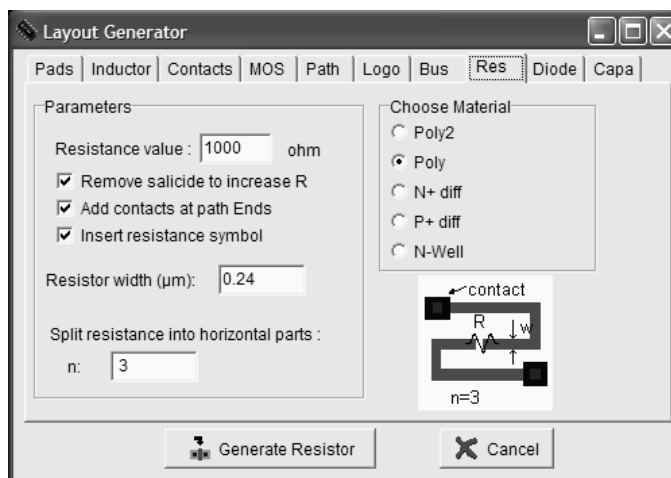 Layout Generator
Pads Inductor Contacts MOS Path Logo Bus Res Diode Capa
Parameters
Resistance value : 1000 ohm
Remove salicide to increase R
Add contacts at path Ends
Insert resistance symbol
Resistor width (µm): 0.24
Split resistance into horizontal parts :
n: 3
Choose Material
Poly2
Poly
N+ diff
P+ diff
N-Well
contact
R
w
n=3
Generate Resistor
Cancel